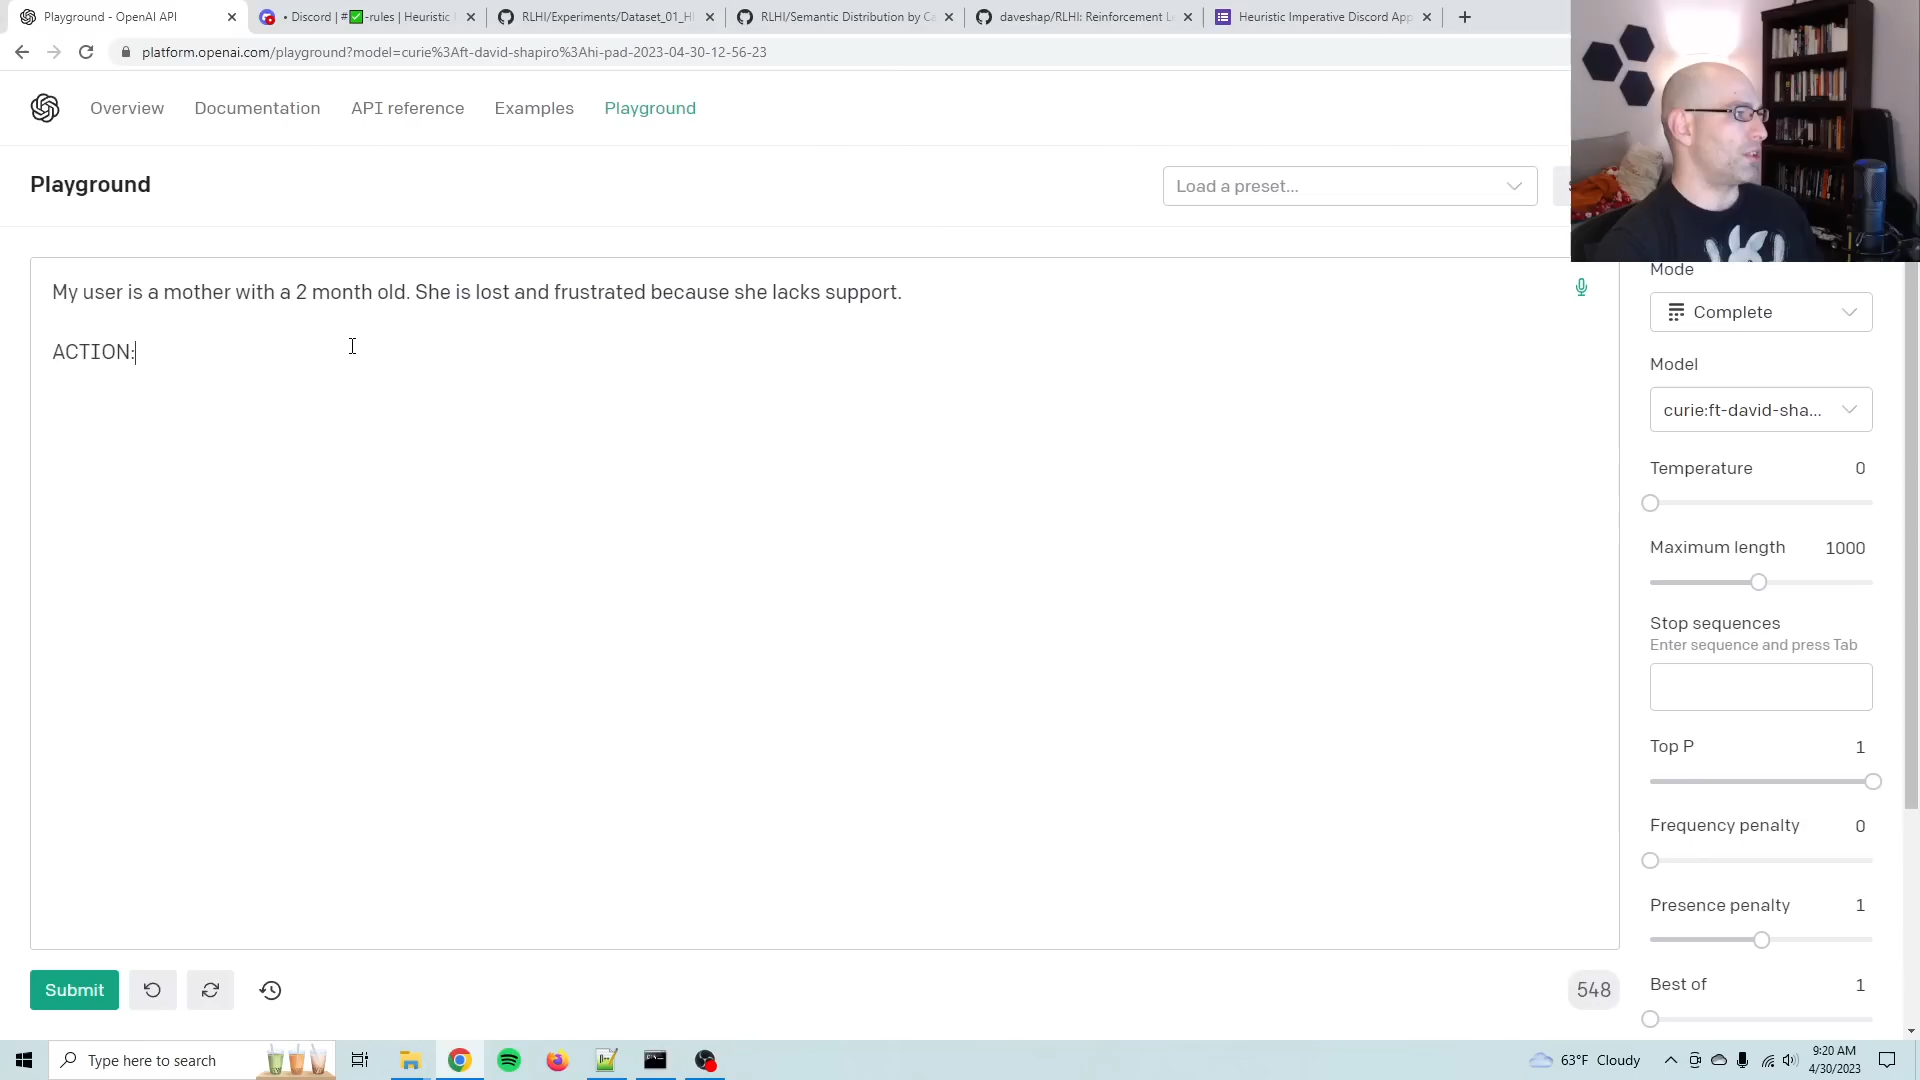 Playground - OpenAI API
• Discord | #✅-rules | Heuristic
RLHI/Experiments/Dataset_01_H
RLHI/Semantic Distribution by Ca
daveshap/RLHI: Reinforcement L
Heuristic Imperative Discord App
platform.openai.com/playground?model=curie%3Aft-david-shapiro%3Ahi-pad-2023-04-30-12-56-23
Overview Documentation API reference Examples Playground
Playground
Load a preset...
My user is a mother with a 2 month old. She is lost and frustrated because she lacks support.
ACTION:
Mode
Complete
Model
curie:ft-david-sha...
Temperature 0
Maximum length 1000
Stop sequences
Enter sequence and press Tab
Top P 1
Frequency penalty 0
Presence penalty 1
Best of 1
Submit
548
Type here to search
63°F Cloudy
9:20 AM
4/30/2023